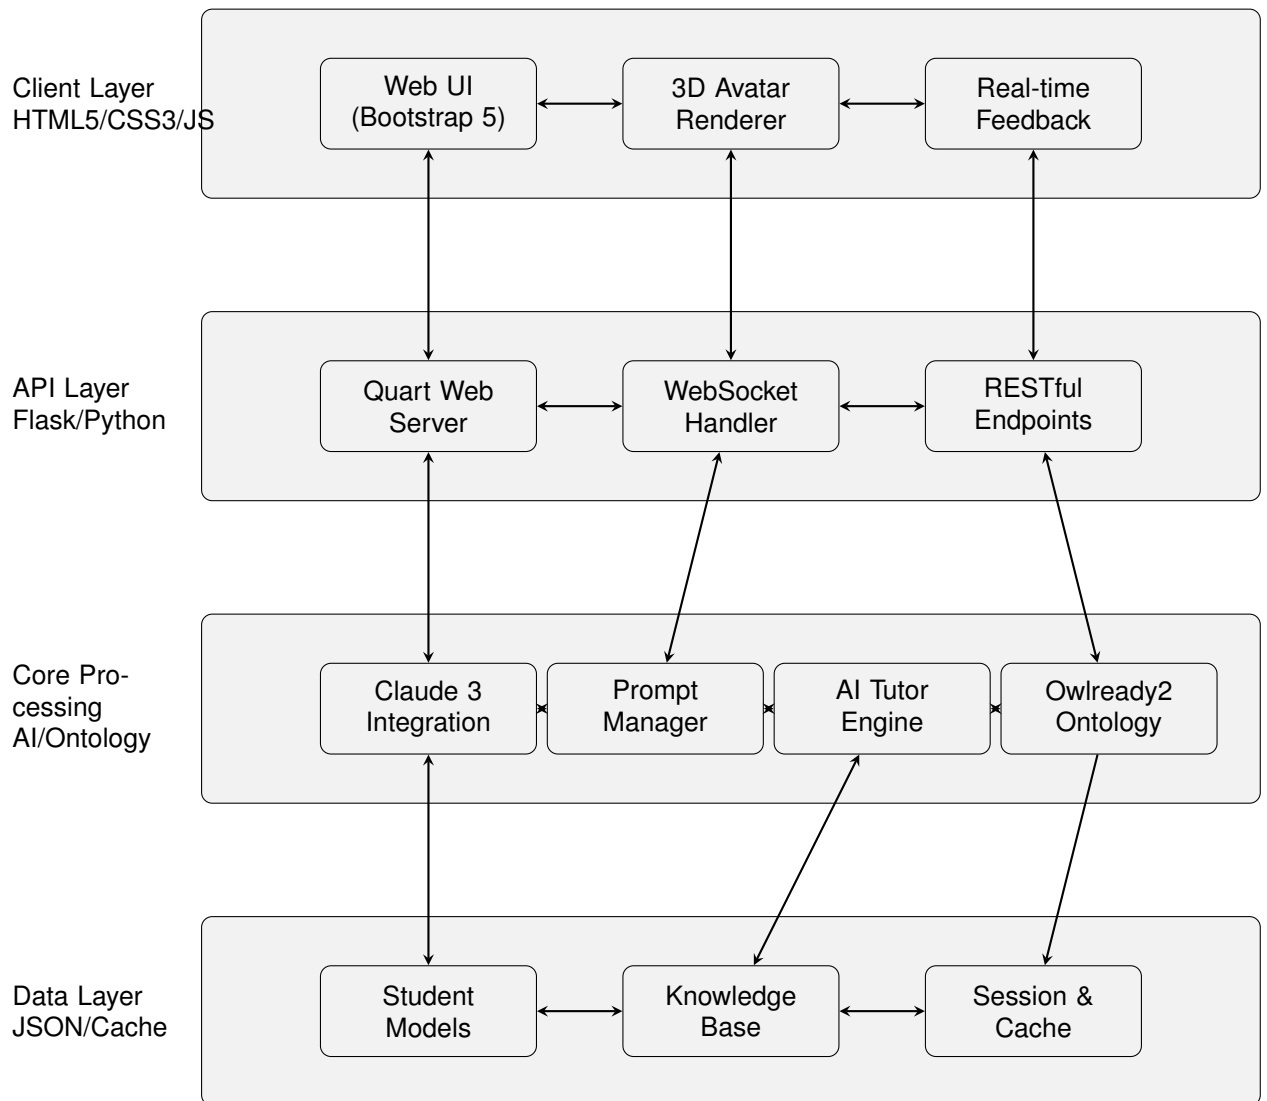 Client Layer
HTML5/CSS3/JS
Web UI
(Bootstrap 5)
3D Avatar
Renderer
Real-time
Feedback
API Layer
Flask/Python
Quart Web
Server
WebSocket
Handler
RESTful
Endpoints
Core Pro-
cessing
AI/Ontology
Claude 3
Integration
Prompt
Manager
AI Tutor
Engine
Owlready2
Ontology
Data Layer
JSON/Cache
Student
Models
Knowledge
Base
Session &
Cache